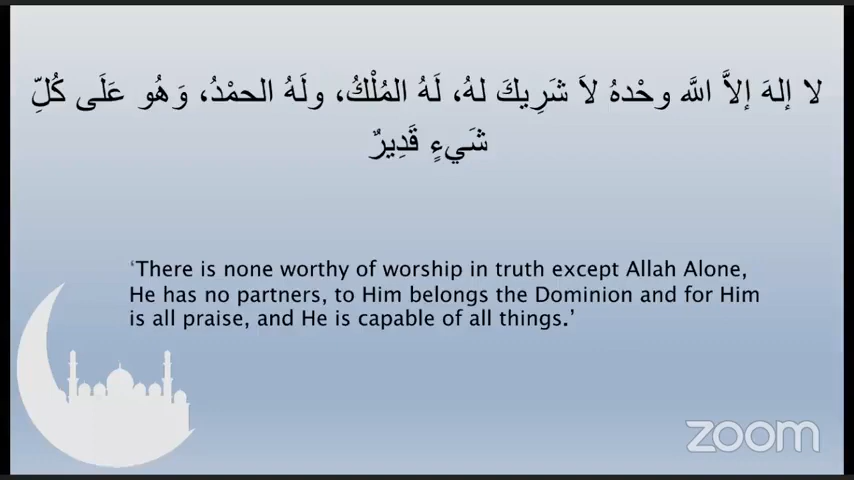 لا إلهَ إلاَّ اللَّه وحْدهُ لاَ شَرِيكَ لهُ، لَهُ المُلْكُ، ولَهُ الحمْدُ، وَهُو عَلَى كُلِّ
شَيءٍ قَدِيرٌ
‘There is none worthy of worship in truth except Allah Alone,
He has no partners, to Him belongs the Dominion and for Him
is all praise, and He is capable of all things.’
zoom